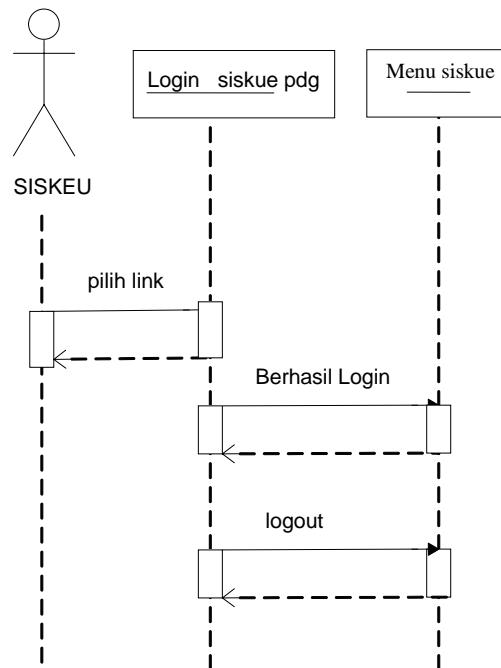 Login siskue pdg
Menu siskue
SISKEU
pilih link
Berhasil Login
logout